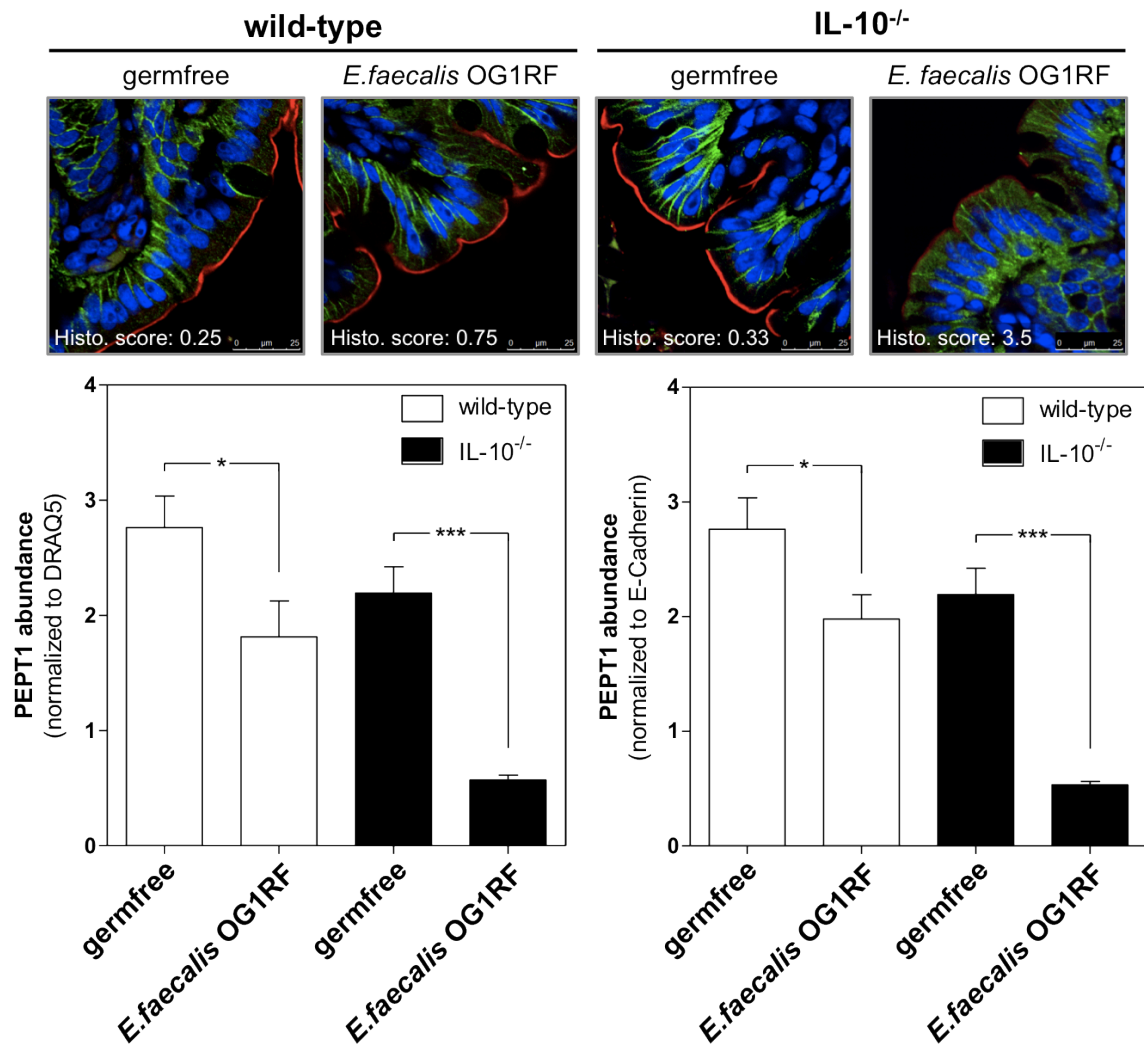 wild-type
IL-10-/-
germfree
E.faecalis OG1RF
germfree
E. faecalis OG1RF
Histo. score: 0.25
0 µm 25
Histo. score: 0.75
0 µm 25
Histo. score: 0.33
0 µm 25
Histo. score: 3.5
0 µm 25
PEPT1 abundance
(normalized to DRAQ5)
4
3
2
1
0
wild-type
IL-10-/-
*
***
germfree
E.faecalis OG1RF
germfree
E.faecalis OG1RF
PEPT1 abundance
(normalized to E-Cadherin)
4
3
2
1
0
wild-type
IL-10-/-
*
***
germfree
E.faecalis OG1RF
germfree
E.faecalis OG1RF